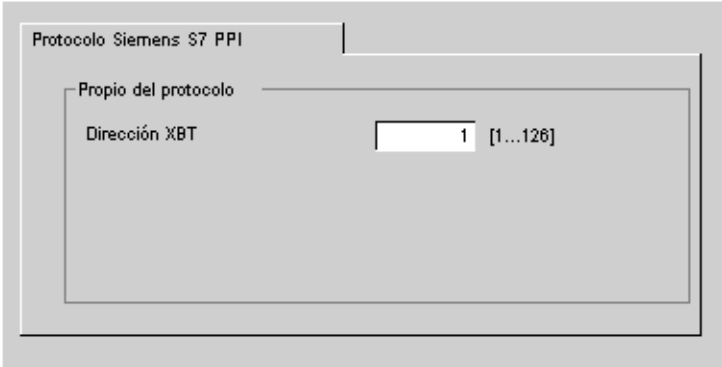 Protocolo Siemens S7 PPI
Propio del protocolo
Dirección XBT 1 [1...126]